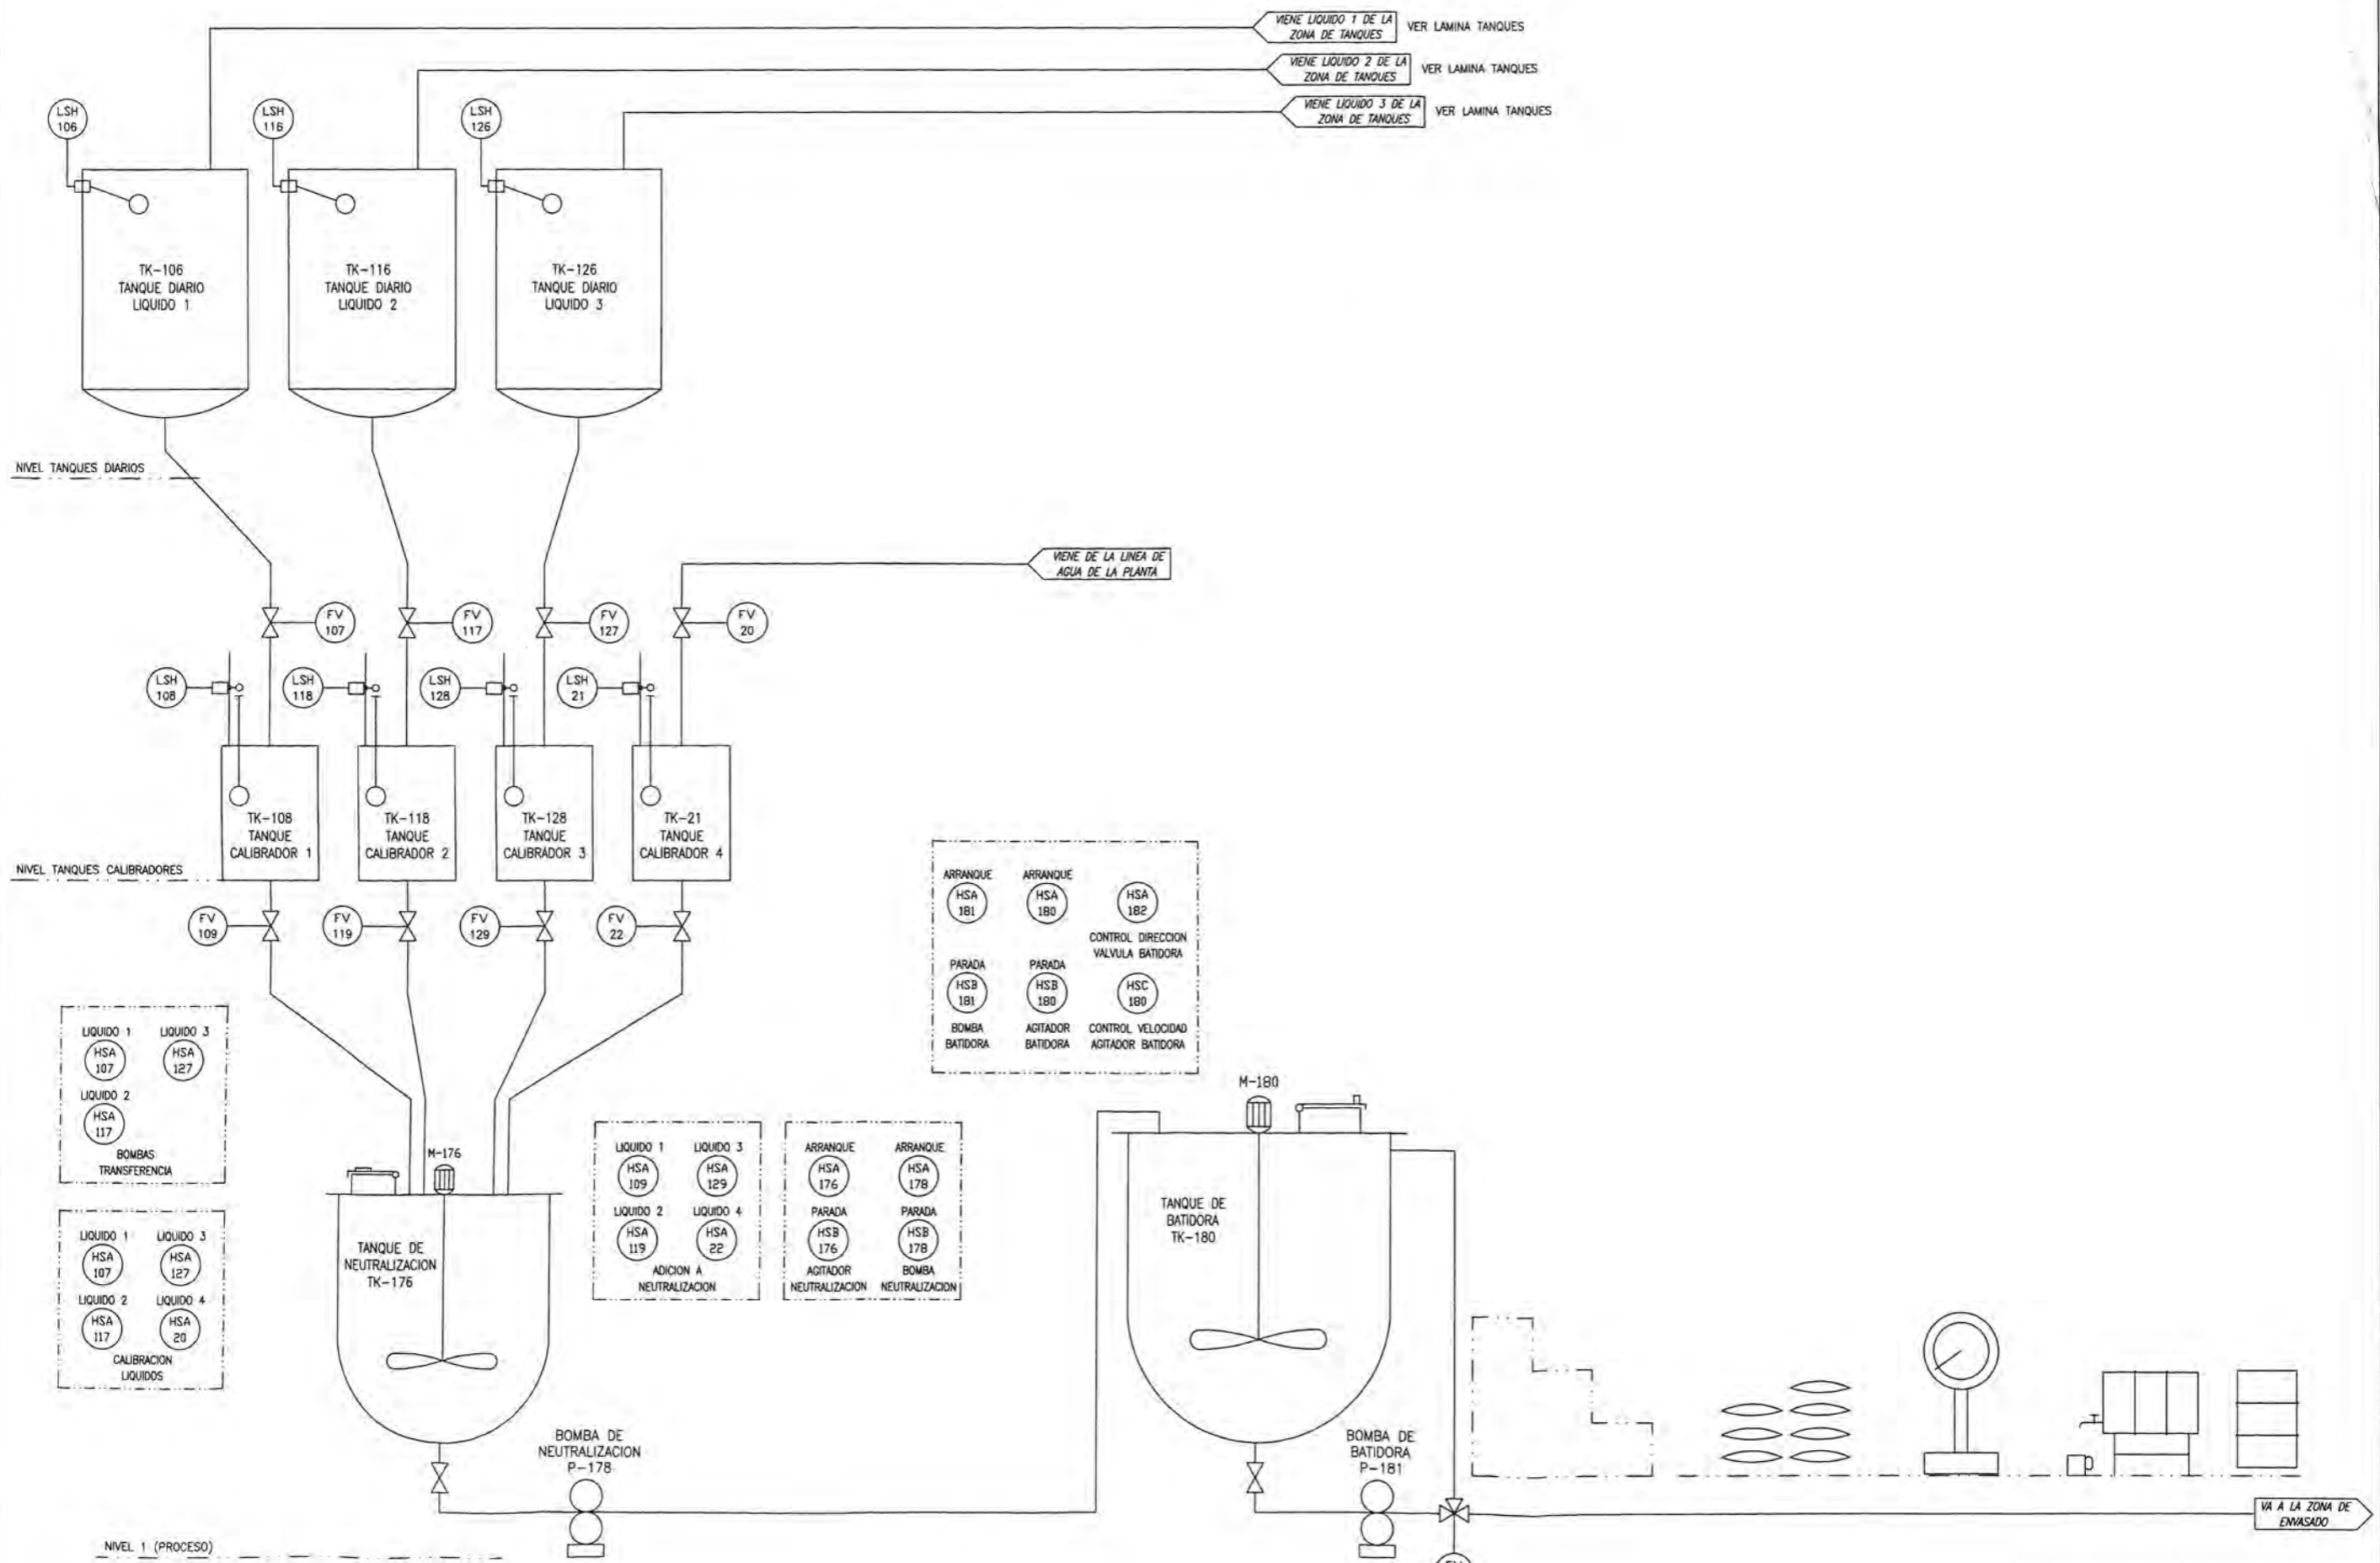 VIENE LIQUIDO 1 DE LA
ZONA DE TANQUES
VER LAMINA TANQUES
VIENE LIQUIDO 2 DE LA
ZONA DE TANQUES
VER LAMINA TANQUES
VIENE LIQUIDO 3 DE LA
ZONA DE TANQUES
VER LAMINA TANQUES
LSH
106
LSH
116
LSH
126
TK-106
TANQUE DIARIO
LIQUIDO 1
TK-116
TANQUE DIARIO
LIQUIDO 2
TK-126
TANQUE DIARIO
LIQUIDO 3
NIVEL TANQUES DIARIOS
VIENE DE LA LINEA DE
AGUA DE LA PLANTA
FV
107
FV
117
FV
127
FV
20
LSH
108
LSH
118
LSH
128
LSH
21
TK-108
TANQUE
CALIBRADOR 1
TK-118
TANQUE
CALIBRADOR 2
TK-128
TANQUE
CALIBRADOR 3
TK-21
TANQUE
CALIBRADOR 4
NIVEL TANQUES CALIBRADORES
FV
109
FV
119
FV
129
FV
22
ARRANQUE
HSA
181
ARRANQUE
HSA
180
HSA
182
CONTROL DIRECCION
VALVULA BATIDORA
PARADA
HSB
181
BOMBA
BATIDORA
PARADA
HSB
180
AGITADOR
BATIDORA
HSC
180
CONTROL VELOCIDAD
AGITADOR BATIDORA
LIQUIDO 1
HSA
107
LIQUIDO 3
HSA
127
LIQUIDO 2
HSA
117
BOMBAS
TRANSFERENCIA
LIQUIDO 1
HSA
107
LIQUIDO 3
HSA
127
LIQUIDO 2
HSA
117
LIQUIDO 4
HSA
20
CALIBRACION
LIQUIDOS
M-176
TANQUE DE
NEUTRALIZACION
TK-176
LIQUIDO 1
HSA
109
LIQUIDO 3
HSA
129
LIQUIDO 2
HSA
119
LIQUIDO 4
HSA
22
ADICION A
NEUTRALIZACION
ARRANQUE
HSA
176
ARRANQUE
HSA
178
PARADA
HSB
176
AGITADOR
NEUTRALIZACION
PARADA
HSB
178
BOMBA
NEUTRALIZACION
M-180
TANQUE DE
BATIDORA
TK-180
BOMBA DE
NEUTRALIZACION
P-178
BOMBA DE
BATIDORA
P-181
VA A LA ZONA DE
ENVASADO
NIVEL 1 (PROCESO)